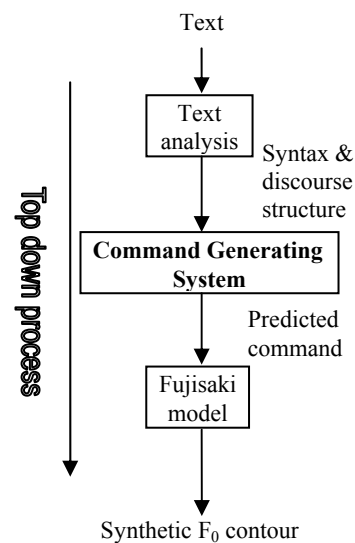 Text
Text
analysis
Syntax &
discourse
structure
Command Generating
System
Predicted
command
Fujisaki
model
Synthetic F₀ contour
Top down process